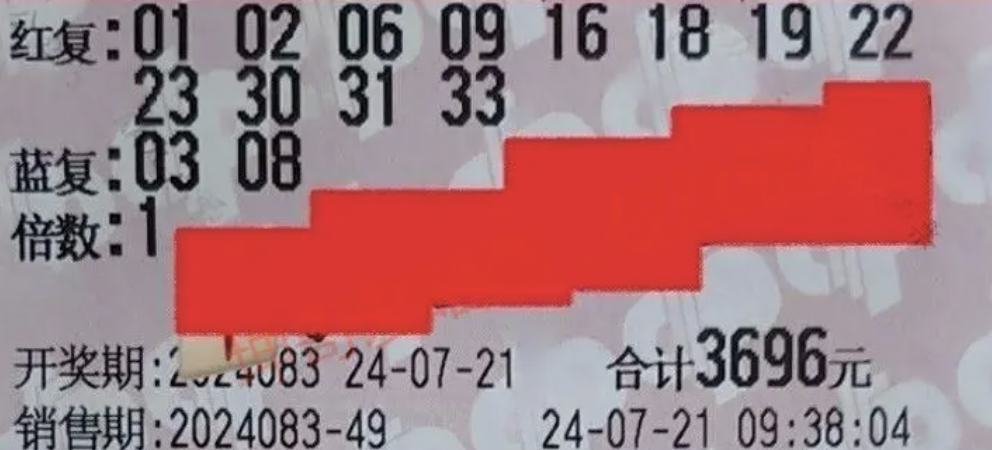 红复:01 02 06 09 16 18 19 22
23 30 31 33
蓝复:03 08
倍数:1
开奖期:2024083 24-07-21 合计3696元
销售期:2024083-49 24-07-21 09:38:04